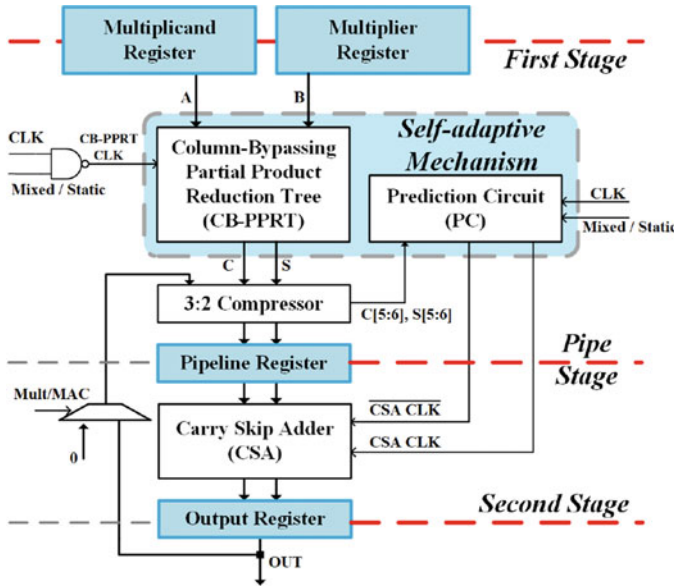 Multiplicand
Register
Multiplier
Register
First Stage
A
B
CLK
CB-PPRT
CLK
Mixed / Static
Column-Bypassing
Partial Product
Reduction Tree
(CB-PPRT)
Self-adaptive
Mechanism
Prediction Circuit
(PC)
CLK
Mixed / Static
C
S
3:2 Compressor
C[5:6], S[5:6]
Pipeline Register
Pipe
Stage
Mult/MAC
0
Carry Skip Adder
(CSA)
CSA CLK
CSA CLK
Output Register
Second Stage
OUT